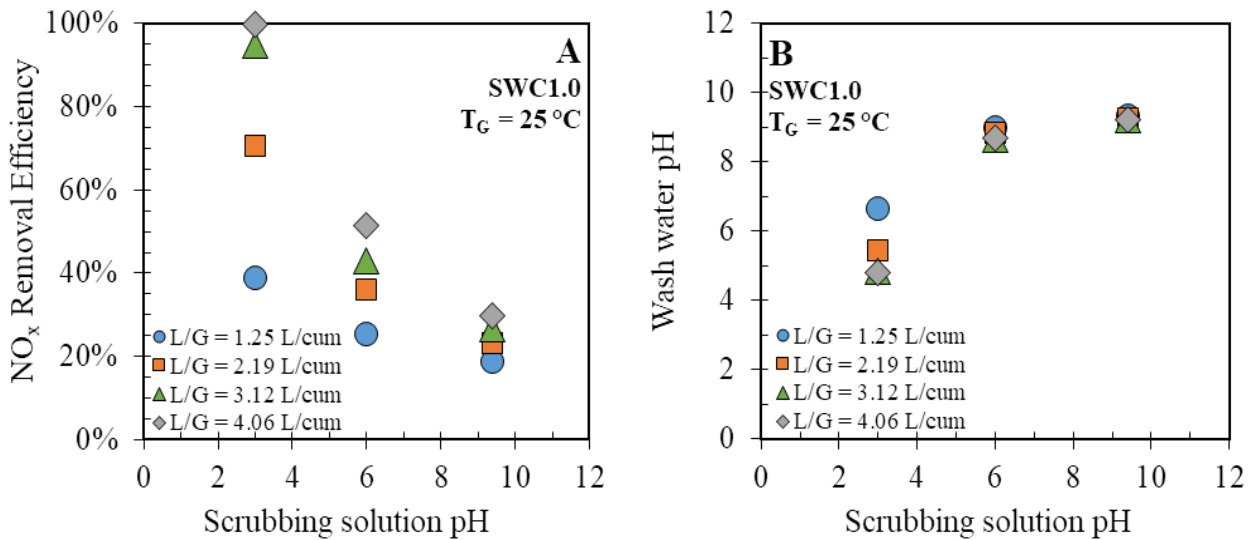 100%
80%
60%
40%
20%
0%
NOx Removal Efficiency
A
SWC1.0
TG = 25 °C
L/G = 1.25 L/cum
L/G = 2.19 L/cum
L/G = 3.12 L/cum
L/G = 4.06 L/cum
0 2 4 6 8 10 12
Scrubbing solution pH
12
10
8
6
4
2
0
Wash water pH
B
SWC1.0
TG = 25 °C
L/G = 1.25 L/cum
L/G = 2.19 L/cum
L/G = 3.12 L/cum
L/G = 4.06 L/cum
0 2 4 6 8 10 12
Scrubbing solution pH